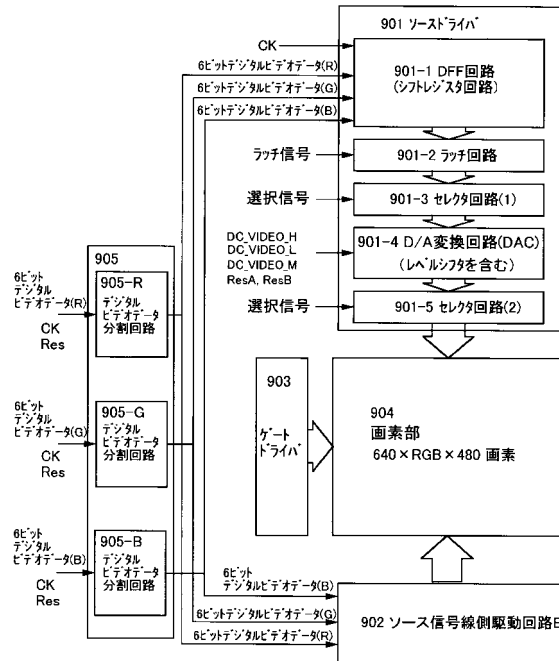 901 ソースドライバ
CK
6ビットデジタルビデオデータ(R)
901-1 DFF回路
(シフトレジスタ回路)
6ビットデジタルビデオデータ(G)
6ビットデジタルビデオデータ(B)
ラッチ信号
901-2 ラッチ回路
選択信号
901-3 セレクタ回路(1)
DC_VIDEO_H
DC_VIDEO_L
DC_VIDEO_M
ResA, ResB
901-4 D/A変換回路(DAC)
(レベルシフタを含む)
選択信号
901-5 セレクタ回路(2)
905
6ビット
デジタル
ビデオデータ(R)
CK
Res
905-R
デジタル
ビデオデータ
分割回路
903
ゲート
ドライバ
904
画素部
640×RGB×480 画素
6ビット
デジタル
ビデオデータ(G)
CK
Res
905-G
デジタル
ビデオデータ
分割回路
6ビット
デジタル
ビデオデータ(B)
CK
Res
905-B
デジタル
ビデオデータ
分割回路
6ビット
デジタルビデオデータ(B)
6ビットデジタルビデオデータ(G)
6ビットデジタルビデオデータ(R)
902 ソース信号線側駆動回路B